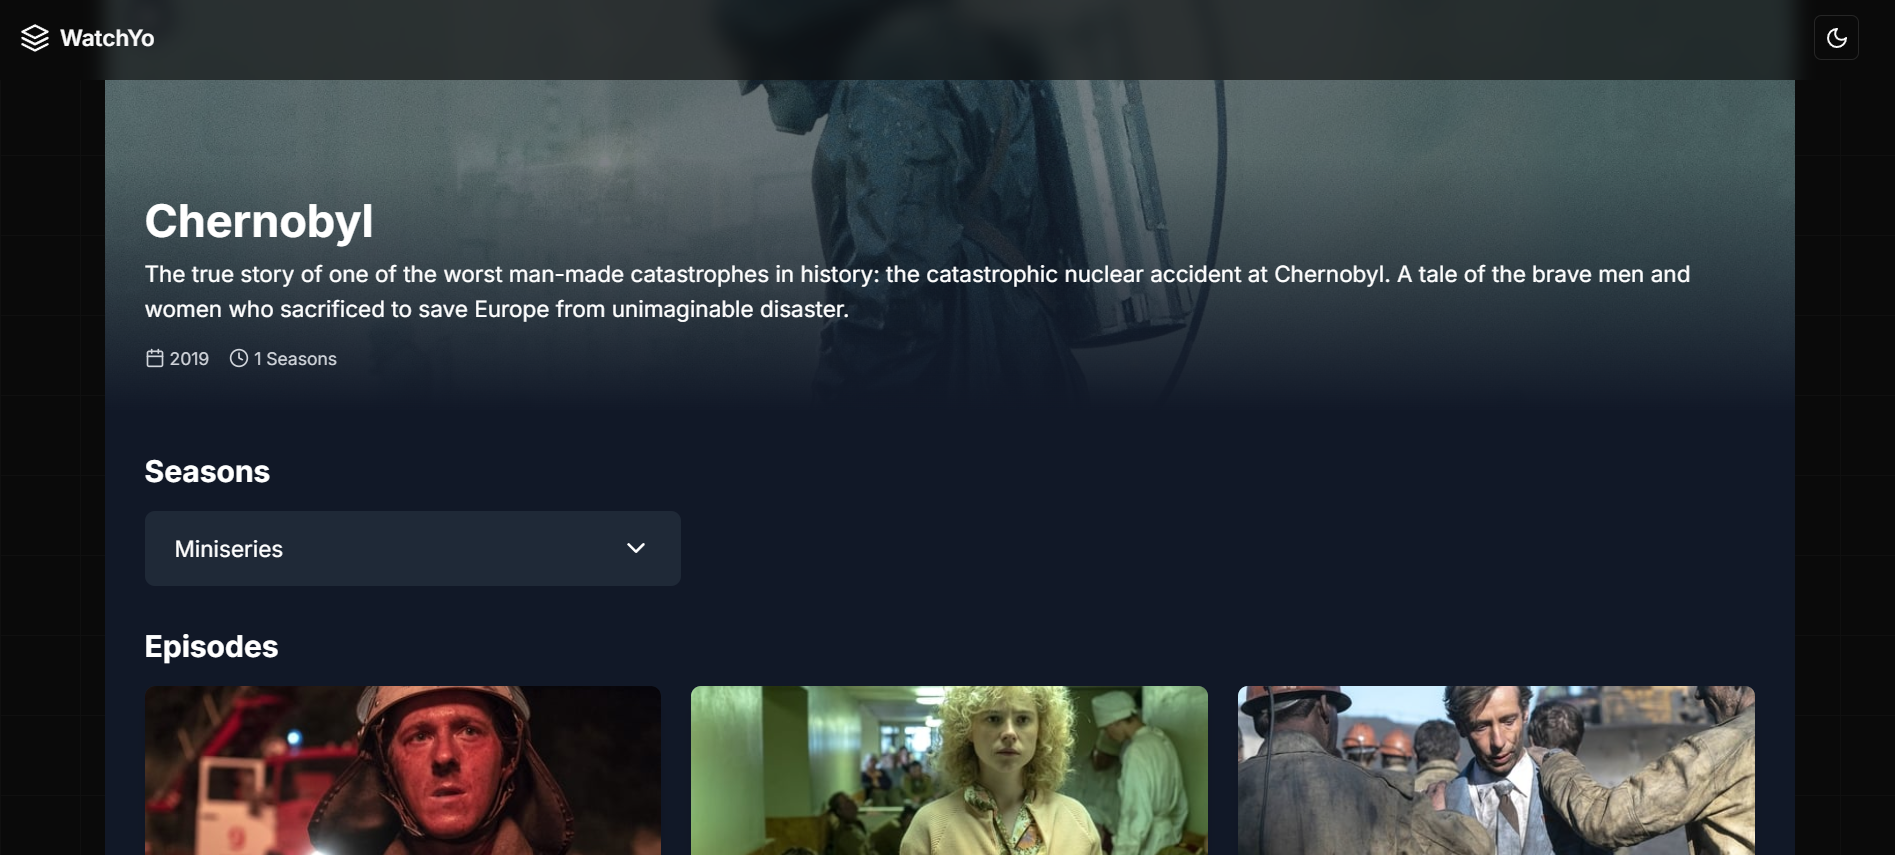 WatchYo
Chernobyl
The true story of one of the worst man-made catastrophes in history: the catastrophic nuclear accident at Chernobyl. A tale of the brave men and
women who sacrificed to save Europe from unimaginable disaster.
2019 1 Seasons
Seasons
Miniseries
Episodes
9